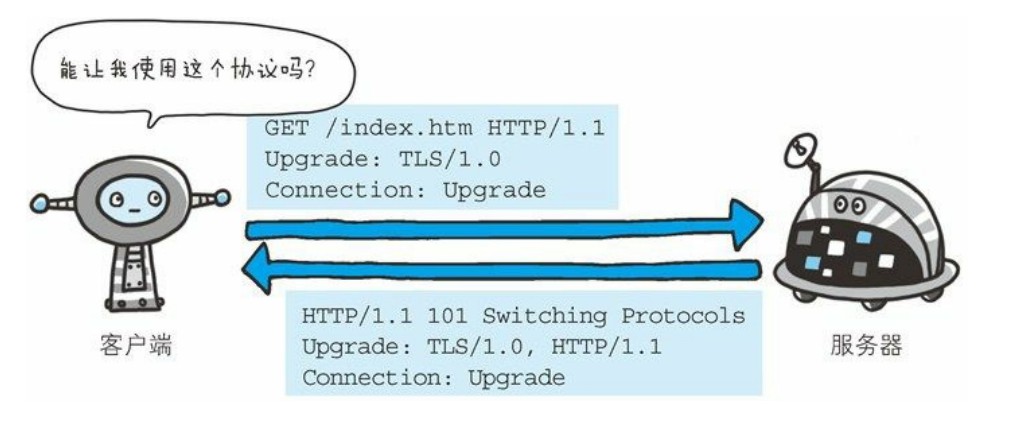 能让我使用这个协议吗?
GET /index.htm HTTP/1.1
Upgrade: TLS/1.0
Connection: Upgrade
HTTP/1.1 101 Switching Protocols
Upgrade: TLS/1.0, HTTP/1.1
Connection: Upgrade
客户端
服务器